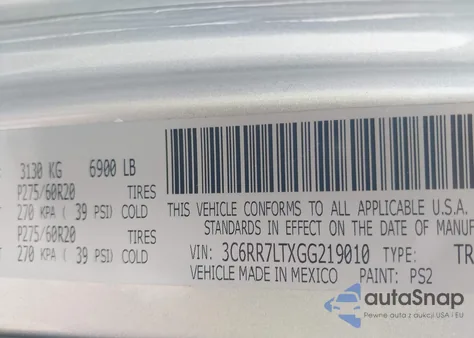 3130 KG 6900 LB
P275/60R20 TIRES
270 KPA ( 39 PSI) COLD
P275/60R20 TIRES
270 KPA ( 39 PSI) COLD
THIS VEHICLE CONFORMS TO ALL APPLICABLE U.S.A.
STANDARDS IN EFFECT ON THE DATE OF MANUF
VIN: 3C6RR7LTXGG219010 TYPE: TR
VEHICLE MADE IN MEXICO PAINT: PS2
autoSnap
Pewne auta z aukcji USA i EU